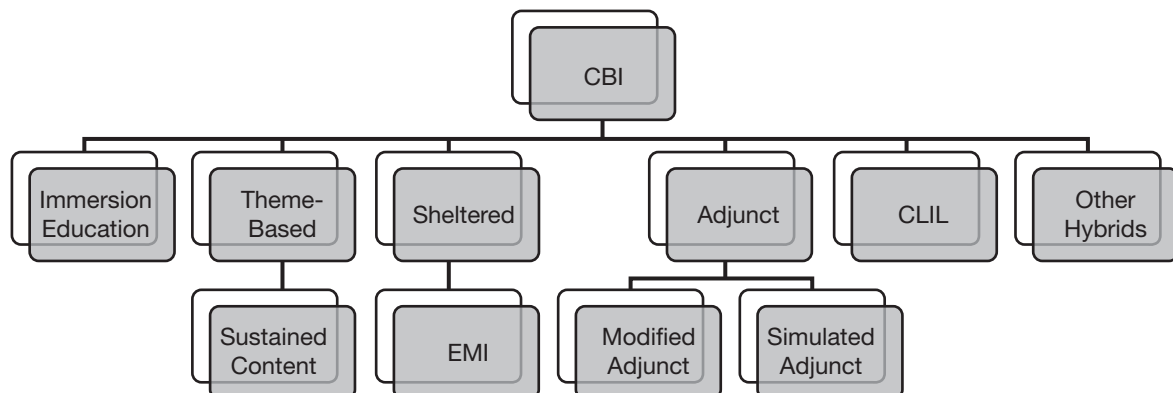 CBI
Immersion
Education
Theme-
Based
Sheltered
Adjunct
CLIL
Other
Hybrids
Sustained
Content
EMI
Modified
Adjunct
Simulated
Adjunct